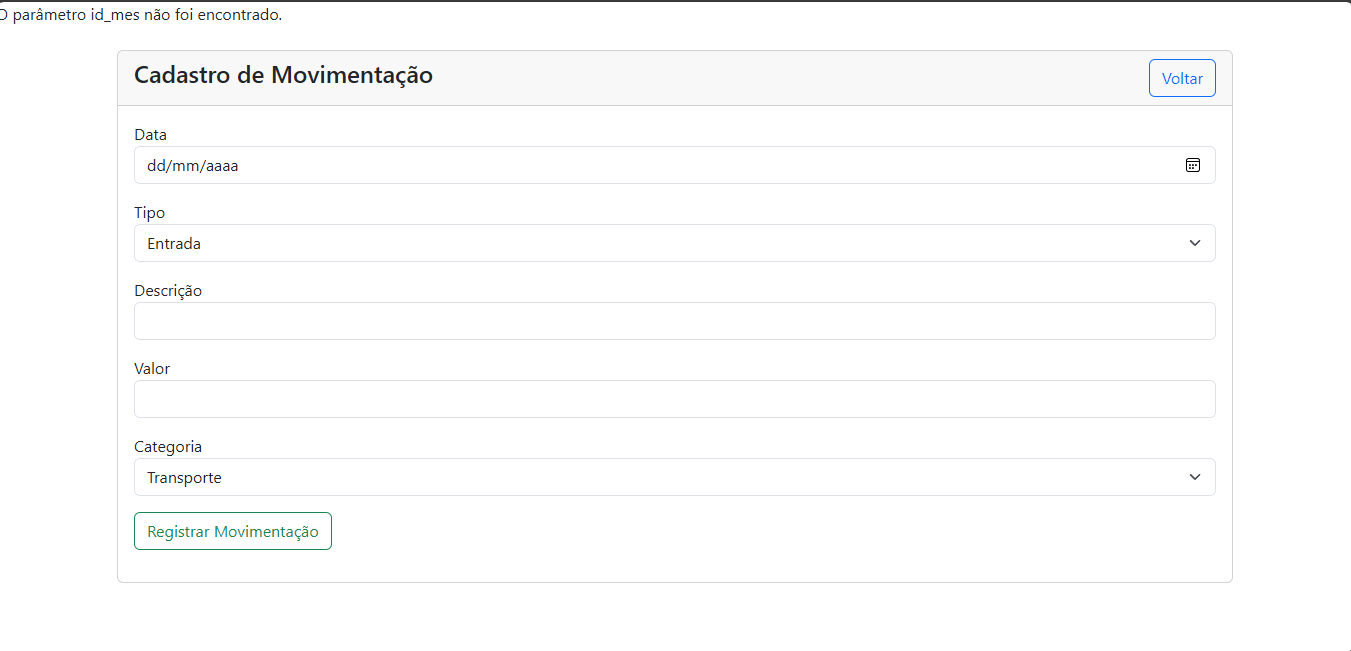 O parâmetro id_mes não foi encontrado.
Cadastro de Movimentação
Voltar
Data
dd/mm/aaaa
Tipo
Entrada
Descrição
Valor
Categoria
Transporte
Registrar Movimentação